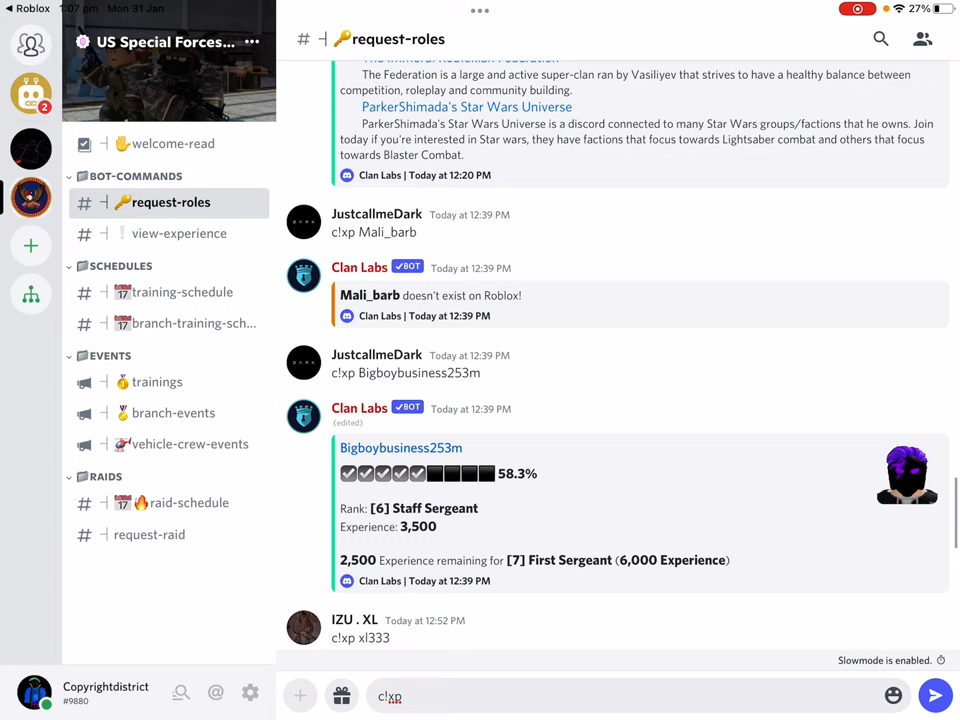 Roblox 1:07 pm Mon 31 Jan
27%
US Special Forces...
2
welcome-read
BOT-COMMANDS
request-roles
view-experience
SCHEDULES
training-schedule
branch-training-sch...
EVENTS
trainings
branch-events
vehicle-crew-events
RAIDS
raid-schedule
request-raid
Copyrightdistrict
#9880
# request-roles
The Immoral Robloxian Federation
The Federation is a large and active super-clan ran by Vasiliyev that strives to have a healthy balance between
competition, roleplay and community building.
ParkerShimada's Star Wars Universe
ParkerShimada's Star Wars Universe is a discord connected to many Star Wars groups/factions that he owns. Join
today if you're interested in Star wars, they have factions that focus towards Lightsaber combat and others that focus
towards Blaster Combat.
Clan Labs | Today at 12:20 PM
JustcallmeDark Today at 12:39 PM
c!xp Mali_barb
Clan Labs BOT Today at 12:39 PM
Mali_barb doesn't exist on Roblox!
Clan Labs | Today at 12:39 PM
JustcallmeDark Today at 12:39 PM
c!xp Bigboybusiness253m
Clan Labs BOT Today at 12:39 PM
(edited)
Bigboybusiness253m
58.3%
Rank: [6] Staff Sergeant
Experience: 3,500
2,500 Experience remaining for [7] First Sergeant (6,000 Experience)
Clan Labs | Today at 12:39 PM
IZU . XL Today at 12:52 PM
c!xp xl333
Slowmode is enabled.
c!xp